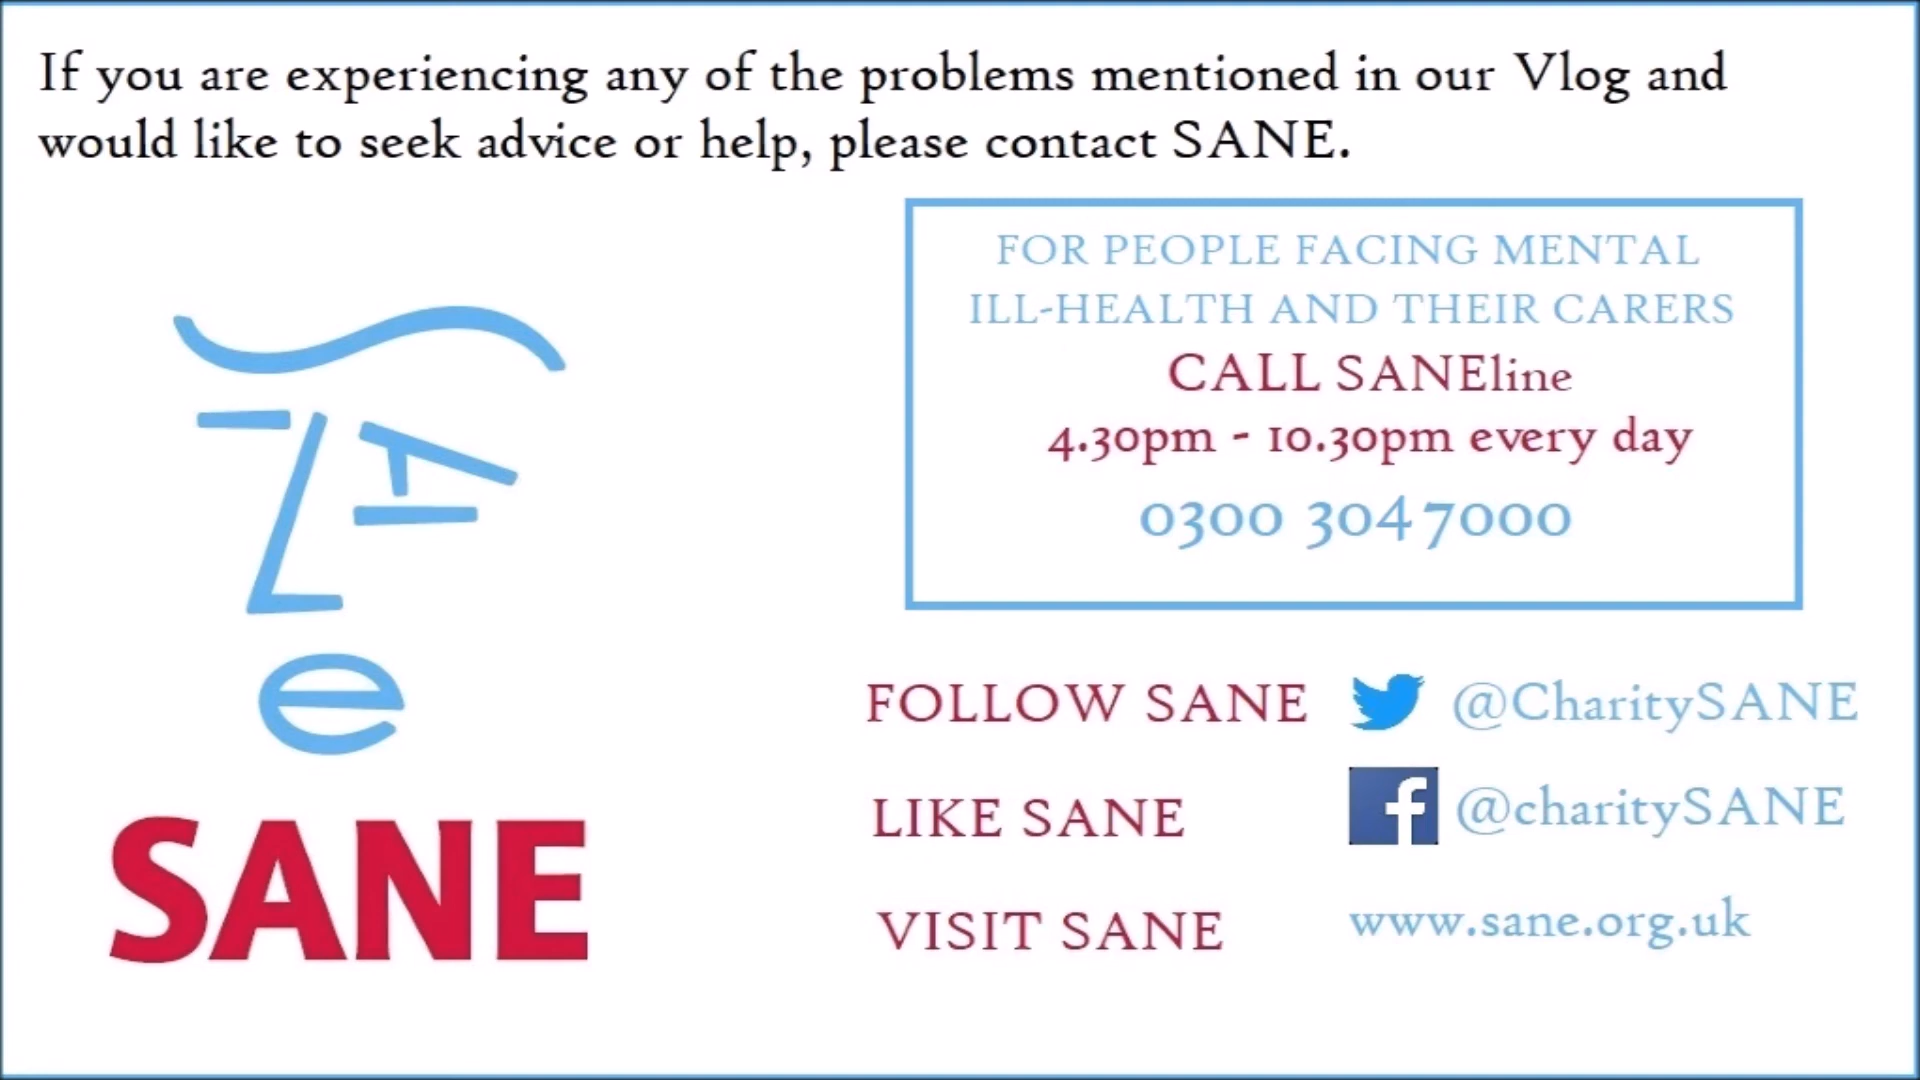 If you are experiencing any of the problems mentioned in our Vlog and
would like to seek advice or help, please contact SANE.
FOR PEOPLE FACING MENTAL
ILL-HEALTH AND THEIR CARERS
CALL SANEline
4.30pm - 10.30pm every day
0300 304 7000
SANE
FOLLOW SANE @CharitySANE
LIKE SANE @charitySANE
VISIT SANE www.sane.org.uk